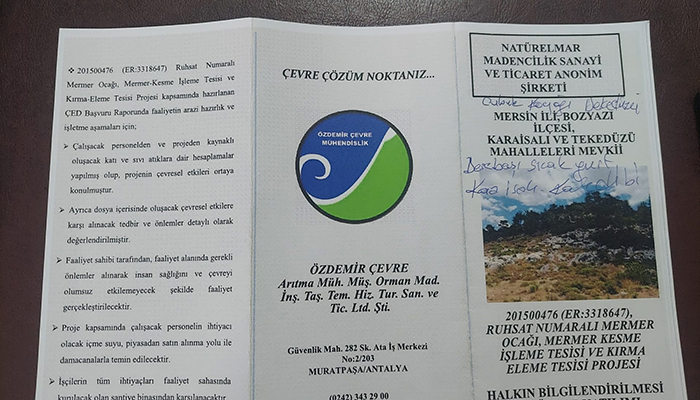 ❖ 201500476 (ER:3318647) Ruhsat Numaralı
Mermer Ocağı, Mermer-Kesme İşleme Tesisi ve
Kırma-Eleme Tesisi Projesi kapsamında hazırlanan
ÇED Başvuru Raporunda faaliyetin arazi hazırlık ve
işletme aşamaları için;
➢ Çalışacak personelden ve projeden kaynaklı
oluşacak katı ve sıvı atıklara dair hesaplamalar
yapılmış olup, projenin çevresel etkileri ortaya
konulmuştur.
➢ Ayrıca dosya içerisinde oluşacak çevresel etkilere
karşı alınacak tedbir ve önlemler detaylı olarak
değerlendirilmiştir.
➢ Faaliyet sahibi tarafından, faaliyet alanında gerekli
önlemler alınarak insan sağlığını ve çevreyi
olumsuz etkilemeyecek şekilde faaliyet
gerçekleştirilecektir.
➢ Proje kapsamında çalışacak personelin ihtiyacı
olacak içme suyu, piyasadan satın alınma yolu ile
damacanalarla temin edilecektir.
➢ İşçilerin tüm ihtiyaçları faaliyet sahasında
kurulacak olan şantiye binasından karşılanacaktır.
ÇEVRE ÇÖZÜM NOKTANIZ...
ÖZDEMİR ÇEVRE
MÜHENDİSLİK
ÖZDEMİR ÇEVRE
Arıtma Müh. Müş. Orman Mad.
İnş. Taş. Tem. Hiz. Tur. San. ve
Tic. Ltd. Şti.
Güvenlik Mah. 282 Sk. Ata İş Merkezi
No:2/203
MURATPAŞA/ANTALYA
(0242) 343 29 00
NATÜRELMAR
MADENCİLİK SANAYİ
VE TİCARET ANONİM
ŞİRKETİ
MERSİN İLİ, BOZYAZI
İLÇESİ,
KARAİSALI VE TEKEDÜZÜ
MAHALLELERİ MEVKİİ
201500476 (ER:3318647),
RUHSAT NUMARALI MERMER
OCAĞI, MERMER KESME
İŞLEME TESİSİ VE KIRMA
ELEME TESİSİ PROJESİ
HALKIN BİLGİLENDİRİLMESİ